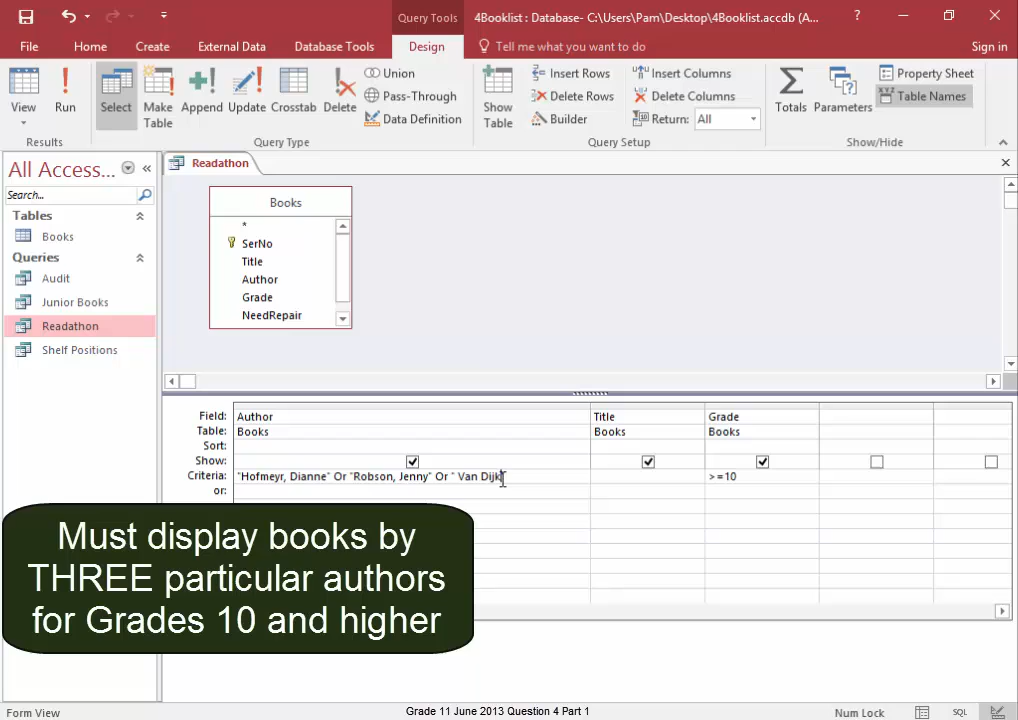 Query Tools
4Booklist : Database- C:\Users\Pam\Desktop\4Booklist.accdb (A...
?
File
Home
Create
External Data
Database Tools
Design
Tell me what you want to do
Sign in
View
Run
Select
Make Table
Append
Update
Crosstab
Delete
Union
Pass-Through
Data Definition
Show Table
Insert Rows
Delete Rows
Builder
Insert Columns
Delete Columns
Return: All
Totals
Parameters
Property Sheet
Table Names
Results
Query Type
Query Setup
Show/Hide
All Access...
Search...
Tables
Books
Queries
Audit
Junior Books
Readathon
Shelf Positions
Readathon
Books
*
SerNo
Title
Author
Grade
NeedRepair
Field: Author Title Grade
Table: Books Books Books
Sort:
Show:
Criteria: "Hofmeyr, Dianne" Or "Robson, Jenny" Or " Van Dijk >=10
or:
Must display books by
THREE particular authors
for Grades 10 and higher
Form View
Grade 11 June 2013 Question 4 Part 1
Num Lock
SQL